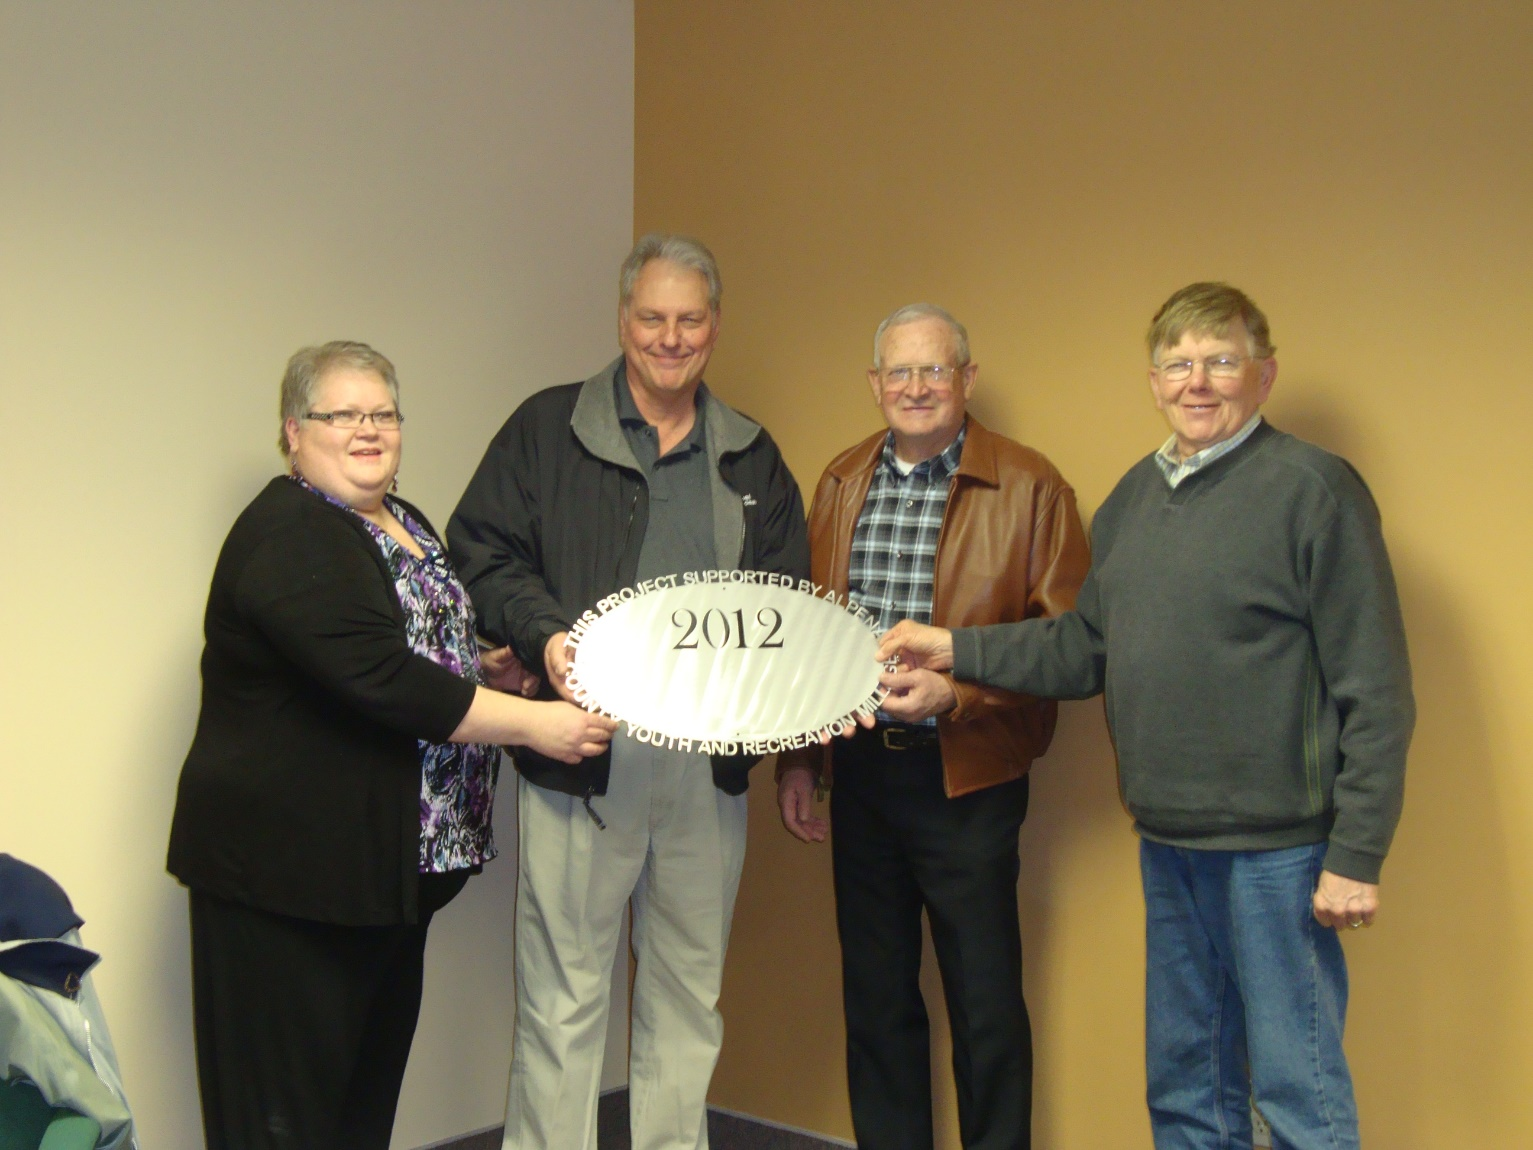 THIS PROJECT SUPPORTED BY ALPENA
2012
COUNTY YOUTH AND RECREATION MILLAGE